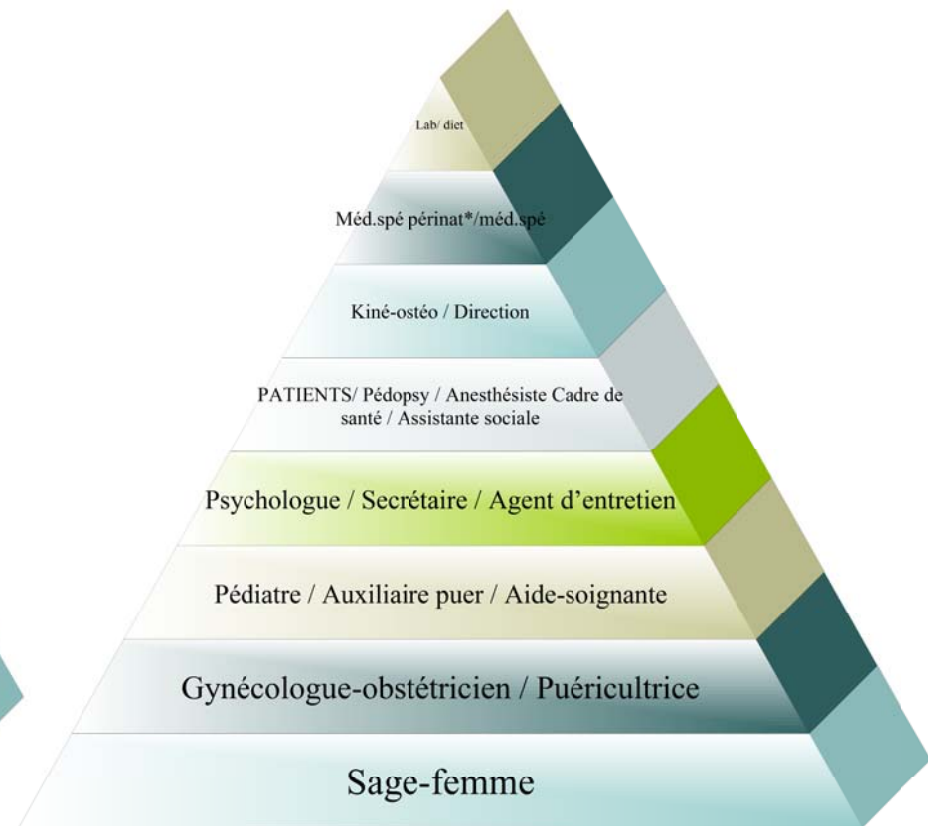 Lab/ diet
Méd.spé périnat*/méd.spé
Kiné-ostéo / Direction
PATIENTS/ Pédopsy / Anesthésiste Cadre de
santé / Assistante sociale
Psychologue / Secrétaire / Agent d’entretien
Pédiatre / Auxiliaire puer / Aide-soignante
Gynécologue-obstétricien / Puéricultrice
Sage-femme